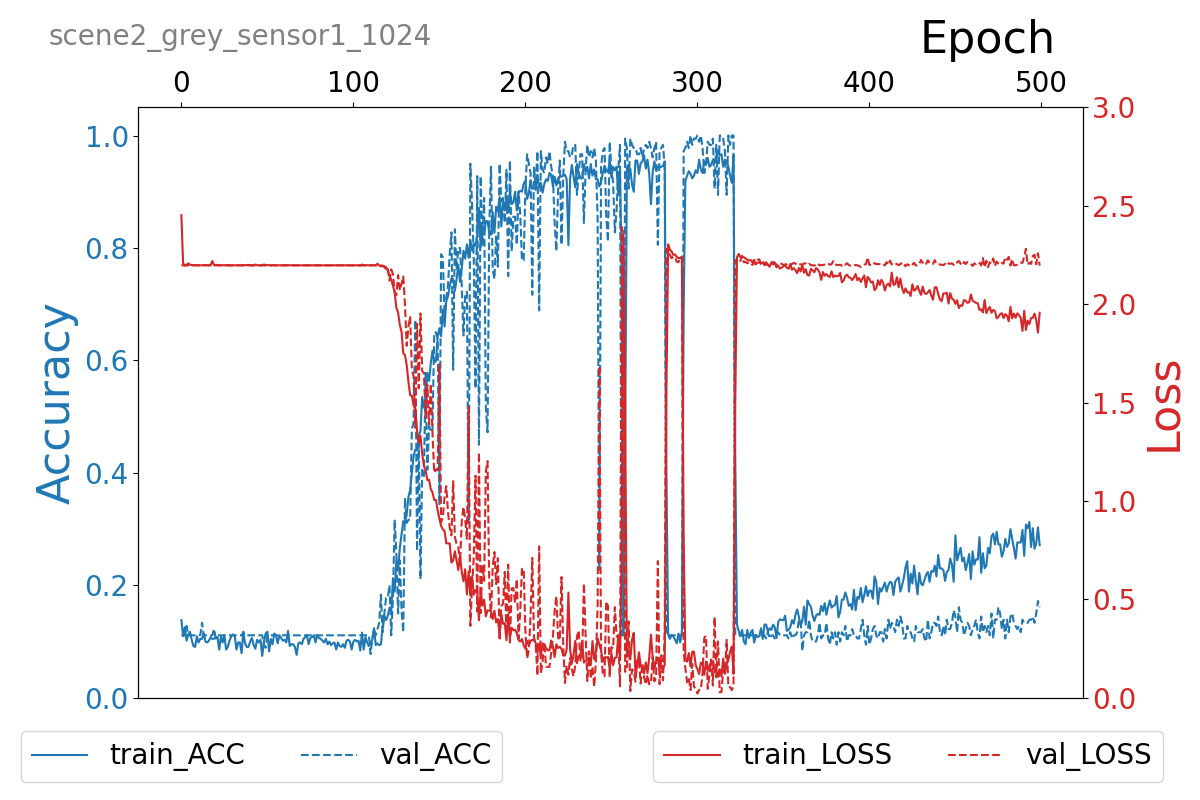 scene2_grey_sensor1_1024
Epoch
0 100 200 300 400 500
1.0 0.8 0.6 0.4 0.2 0.0
Accuracy
3.0 2.5 2.0 1.5 1.0 0.5 0.0
Loss
train_ACC val_ACC
train_LOSS val_LOSS